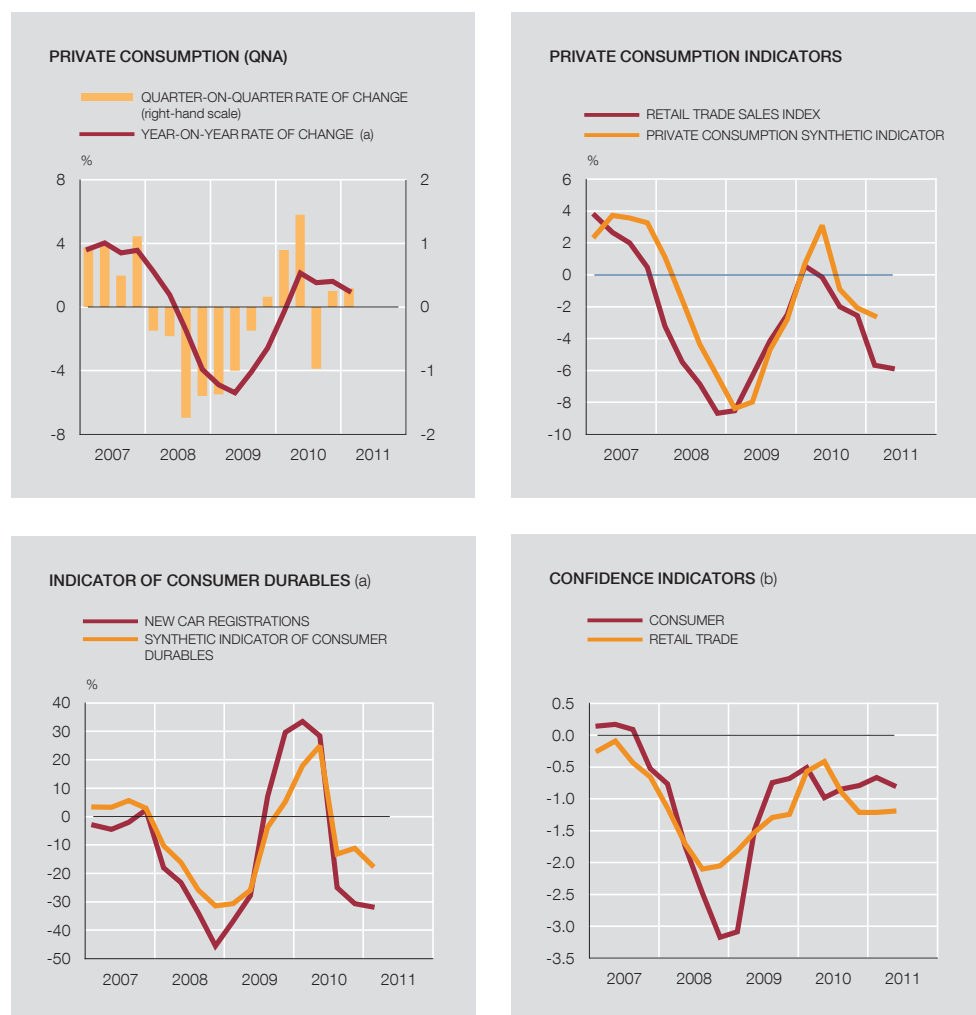 PRIVATE CONSUMPTION (QNA)
QUARTER-ON-QUARTER RATE OF CHANGE
(right-hand scale)
YEAR-ON-YEAR RATE OF CHANGE (a)
%
8
4
0
-4
-8
2
1
0
-1
-2
2007 2008 2009 2010 2011
PRIVATE CONSUMPTION INDICATORS
RETAIL TRADE SALES INDEX
PRIVATE CONSUMPTION SYNTHETIC INDICATOR
%
6
4
2
0
-2
-4
-6
-8
-10
2007 2008 2009 2010 2011
INDICATOR OF CONSUMER DURABLES (a)
NEW CAR REGISTRATIONS
SYNTHETIC INDICATOR OF CONSUMER
DURABLES
%
40
30
20
10
0
-10
-20
-30
-40
-50
2007 2008 2009 2010 2011
CONFIDENCE INDICATORS (b)
CONSUMER
RETAIL TRADE
0.5
0.0
-0.5
-1.0
-1.5
-2.0
-2.5
-3.0
-3.5
2007 2008 2009 2010 2011